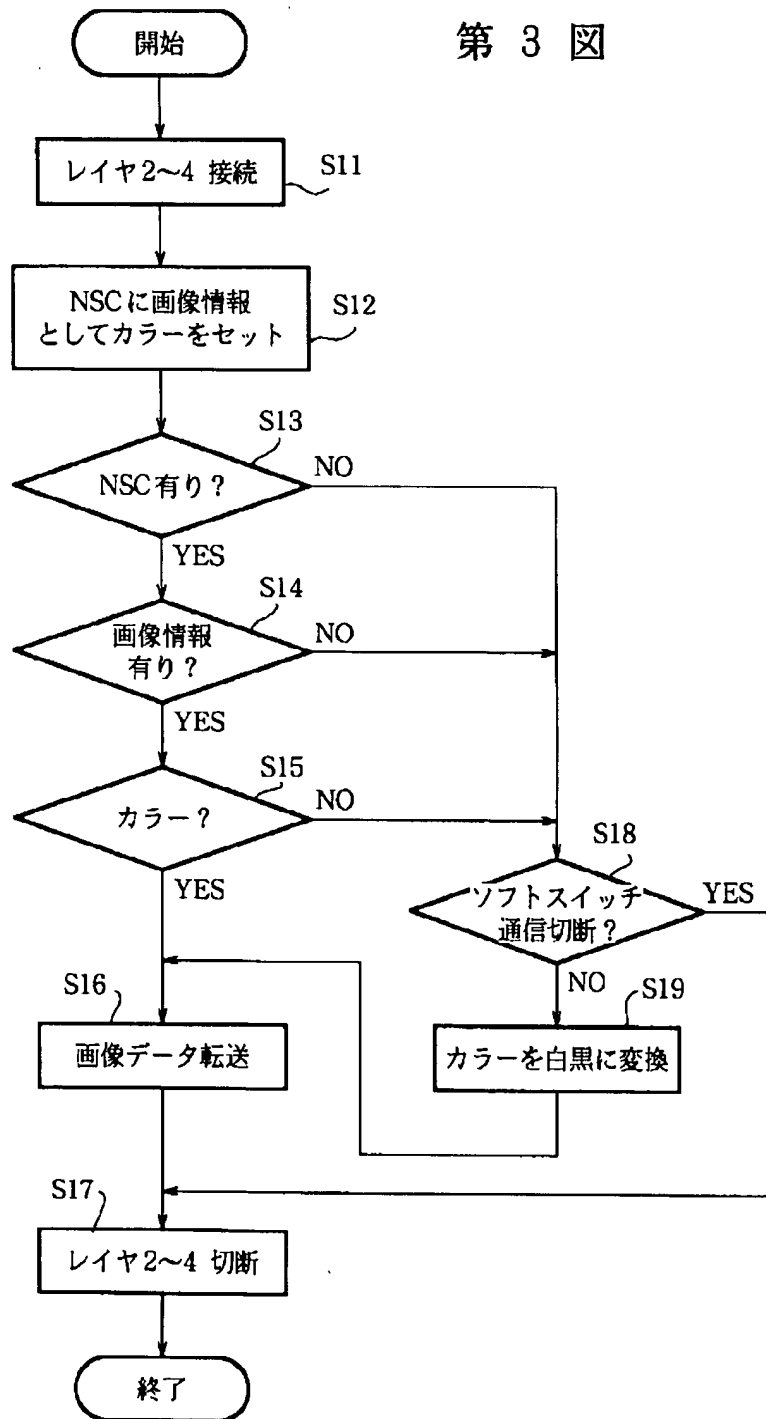 第 3 図
開始
レイヤ2～4 接続
S11
NSCに画像情報
としてカラーをセット
S12
S13
NSC有り？
NO
YES
S14
画像情報
有り？
NO
YES
S15
カラー？
NO
YES
S18
ソフトスイッチ
通信切断？
YES
NO
S16
画像データ転送
S19
カラーを白黒に変換
S17
レイヤ2～4 切断
終了